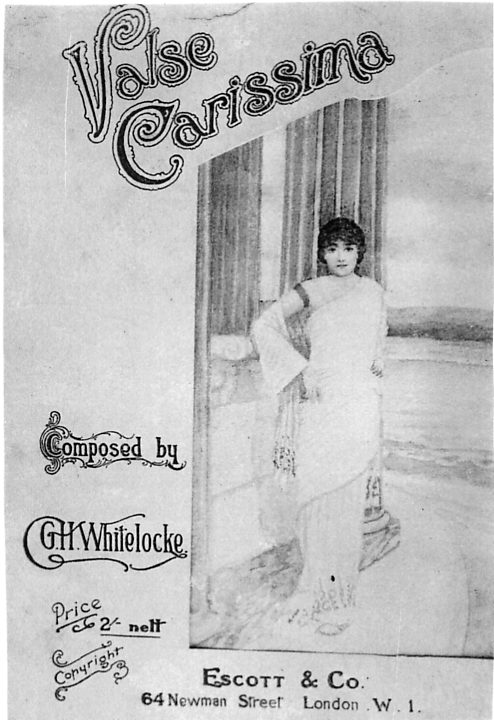 Valse
Carissima
Composed by
G.H. Whitelocke.
Price
2/- nett
Copyright
ESCOTT & CO.
64 Newman Street London. W. 1.